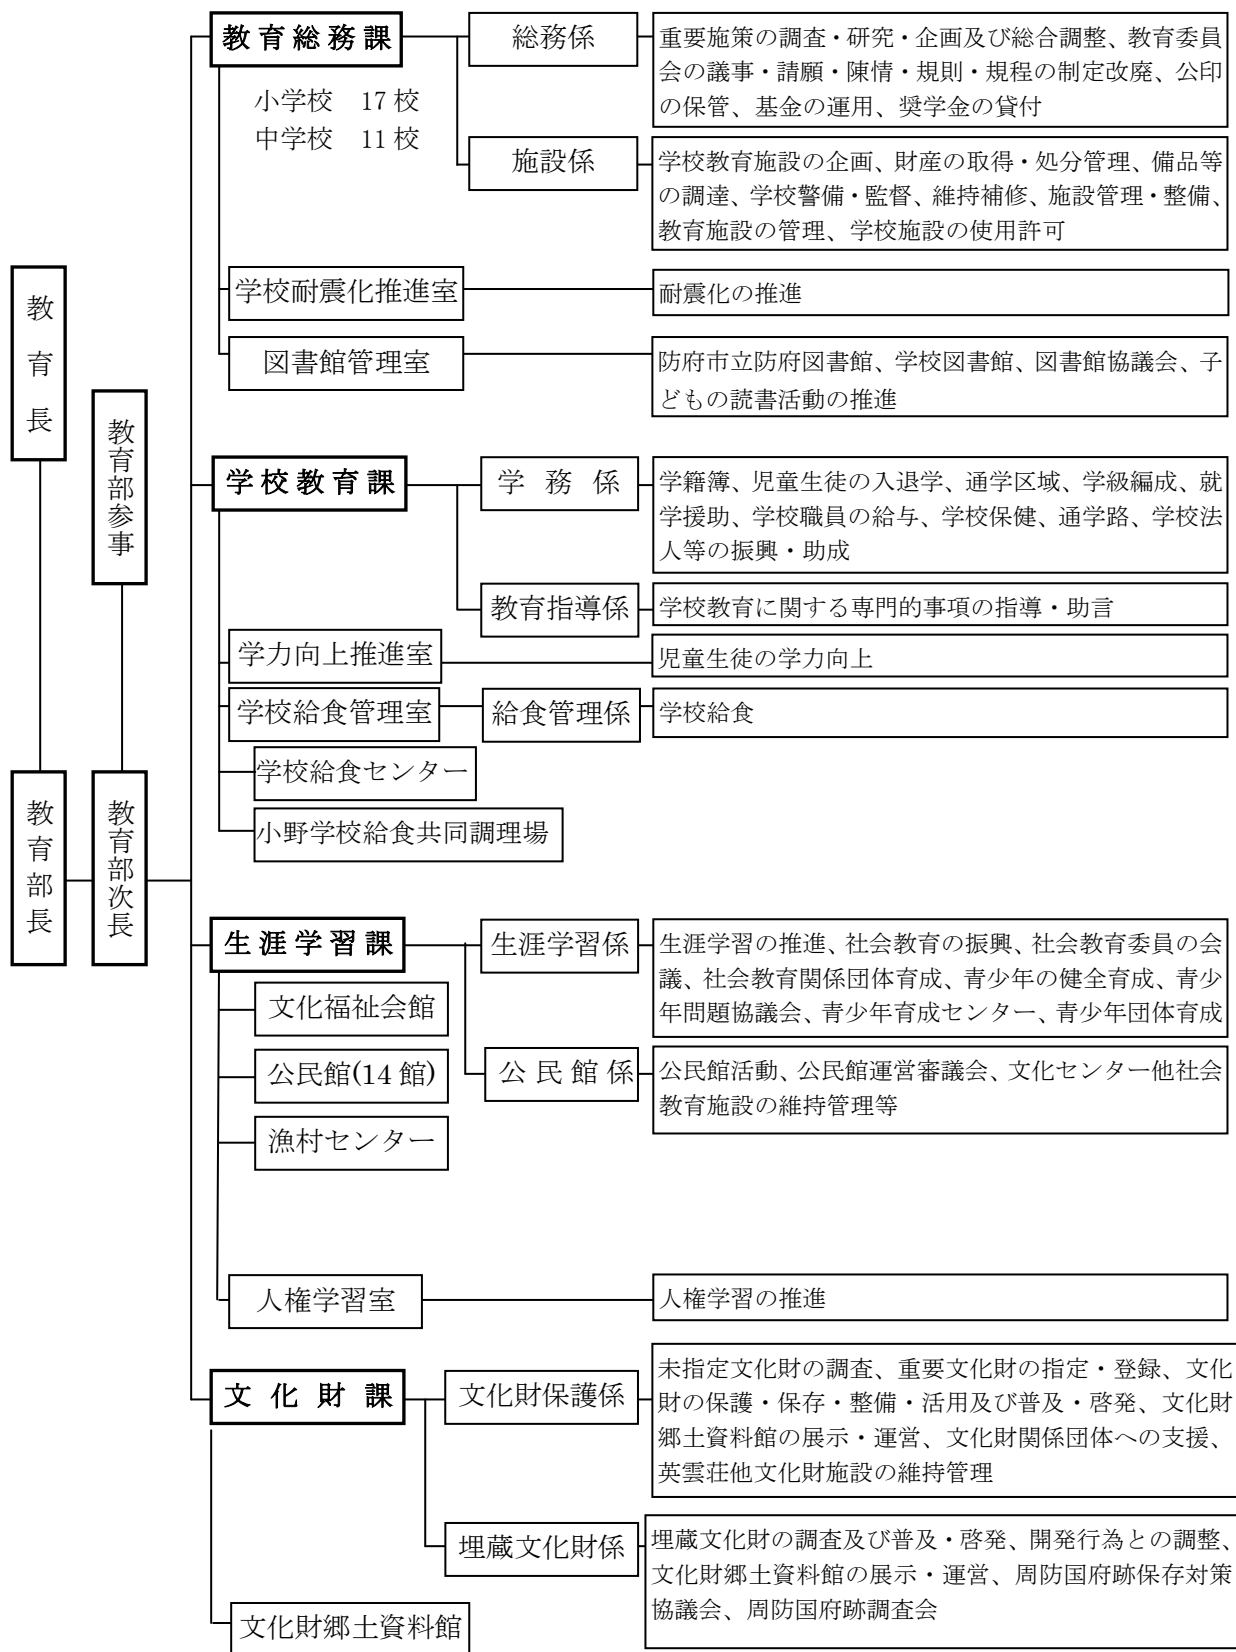 教育長
教育部長
教育部参事
教育部次長
教育総務課
小学校　17 校
中学校　11 校
総務係
重要施策の調査・研究・企画及び総合調整、教育委員
会の議事・請願・陳情・規則・規程の制定改廃、公印
の保管、基金の運用、奨学金の貸付
施設係
学校教育施設の企画、財産の取得・処分管理、備品等
の調達、学校警備・監督、維持補修、施設管理・整備、
教育施設の管理、学校施設の使用許可
学校耐震化推進室
耐震化の推進
図書館管理室
防府市立防府図書館、学校図書館、図書館協議会、子
どもの読書活動の推進
学校教育課
学務係
学籍簿、児童生徒の入退学、通学区域、学級編成、就
学援助、学校職員の給与、学校保健、通学路、学校法
人等の振興・助成
教育指導係
学校教育に関する専門的事項の指導・助言
学力向上推進室
児童生徒の学力向上
学校給食管理室
給食管理係
学校給食
学校給食センター
小野学校給食共同調理場
生涯学習課
生涯学習係
生涯学習の推進、社会教育の振興、社会教育委員の会
議、社会教育関係団体育成、青少年の健全育成、青少
年問題協議会、青少年育成センター、青少年団体育成
文化福祉会館
公民館(14 館)
公民館係
公民館活動、公民館運営審議会、文化センター他社会
教育施設の維持管理等
漁村センター
人権学習室
人権学習の推進
文化財課
文化財保護係
未指定文化財の調査、重要文化財の指定・登録、文化
財の保護・保存・整備・活用及び普及・啓発、文化財
郷土資料館の展示・運営、文化財関係団体への支援、
英雲荘他文化財施設の維持管理
埋蔵文化財係
埋蔵文化財の調査及び普及・啓発、開発行為との調整、
文化財郷土資料館の展示・運営、周防国府跡保存対策
協議会、周防国府跡調査会
文化財郷土資料館